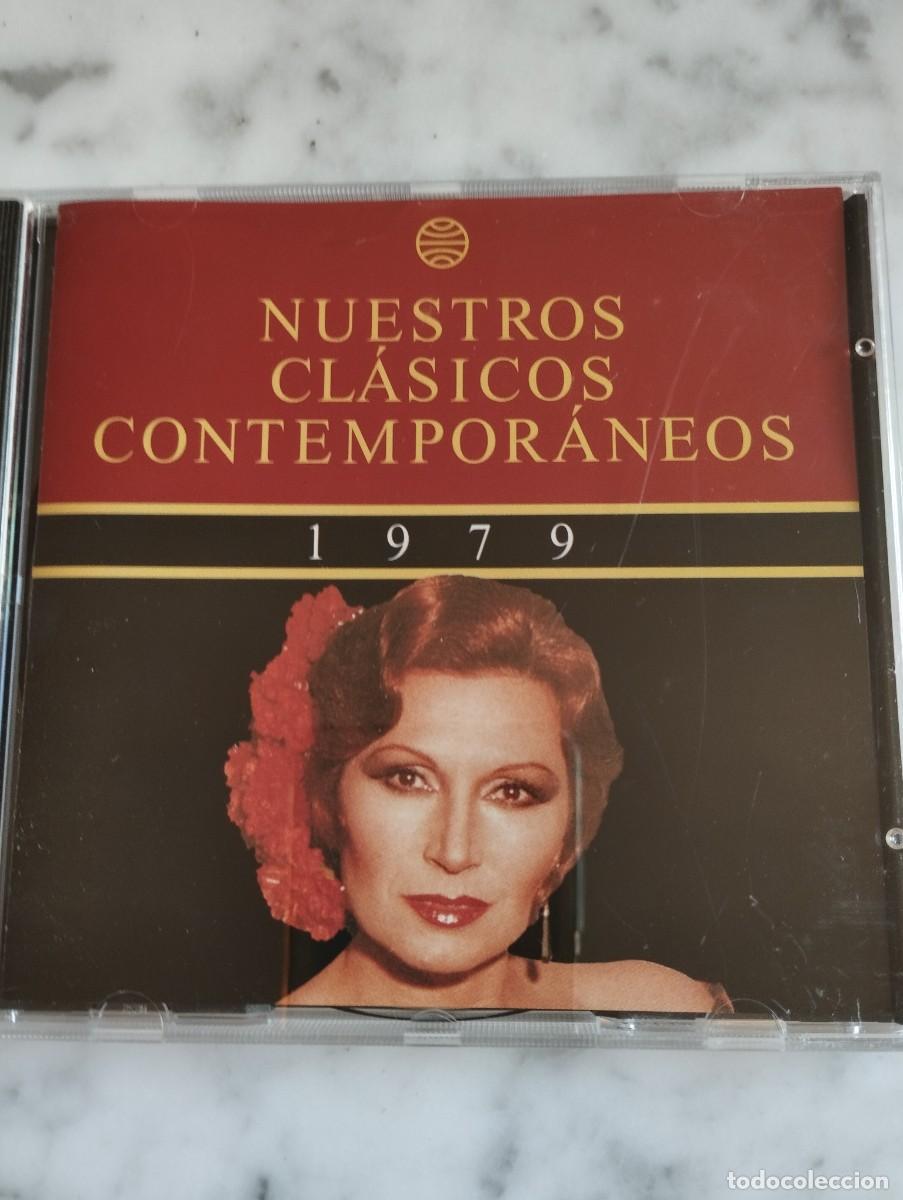 NUESTROS
CLÁSICOS
CONTEMPORÁNEOS
1979
todocoleccion